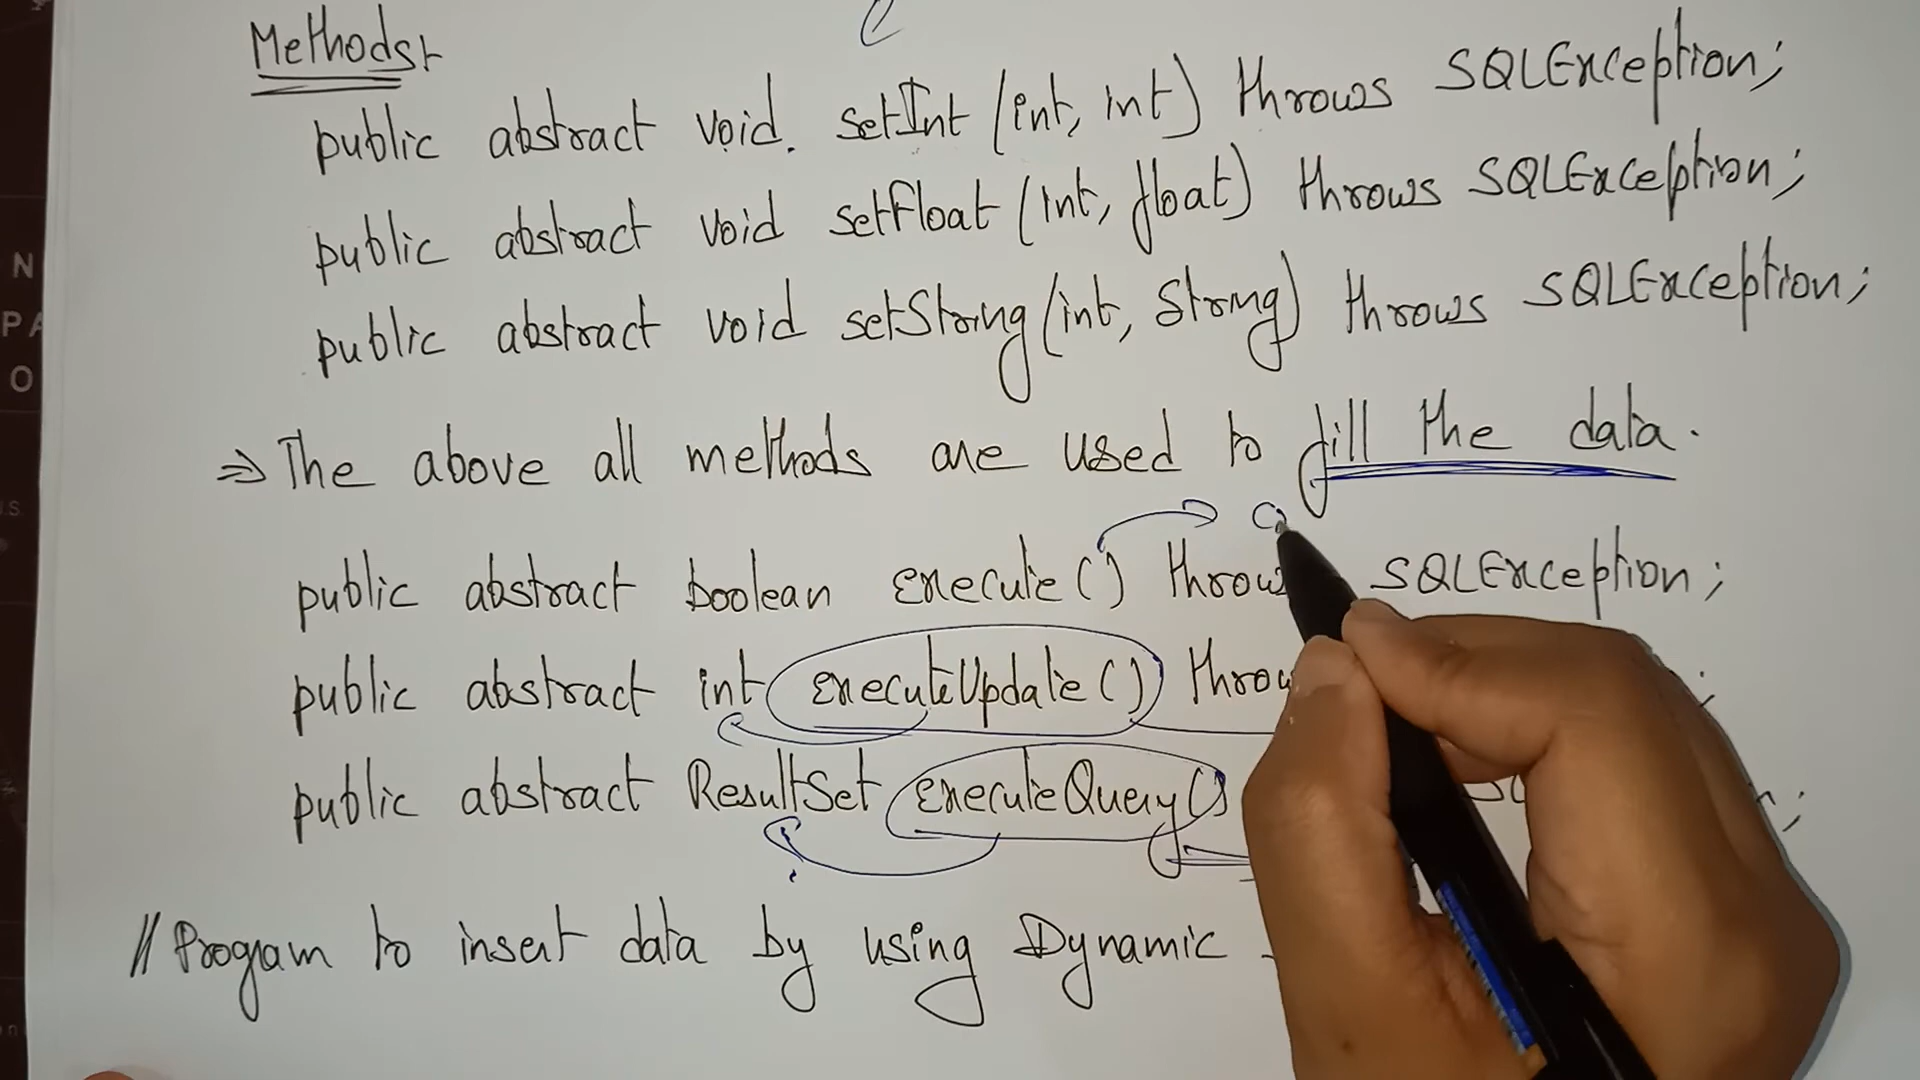 Methods:-
public abstract void. setInt (int, int) throws SQLException;
public abstract void setFloat (int, float) throws SQLException;
public abstract void setString (int, String) throws SQLException;
⇒ The above all methods are used to fill the data.
public abstract boolean execute () throws SQLException;
public abstract int executeUpdate ()
public abstract ResultSet executeQuery ()
// Program to insert data by using Dynamic
N
PA
O
U.S.